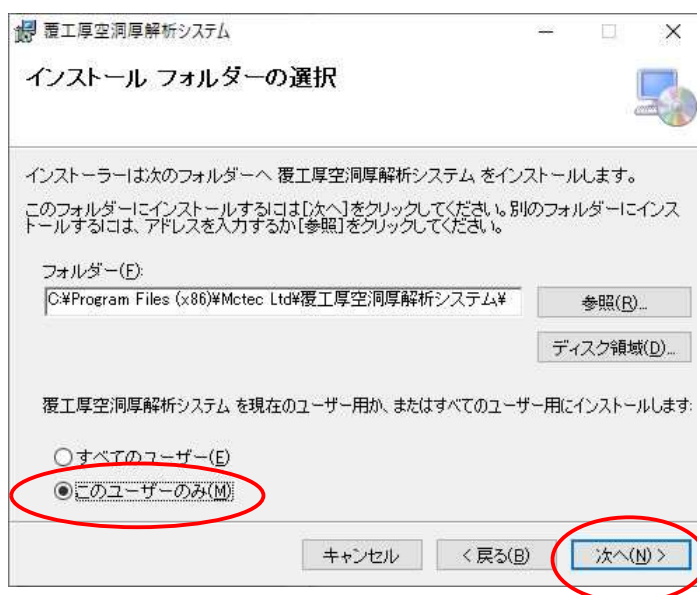 覆工厚空洞厚解析システム
インストール フォルダーの選択
インストーラーは次のフォルダーへ 覆工厚空洞厚解析システム をインストールします。
このフォルダーにインストールするには[次へ]をクリックしてください。別のフォルダーにインス
トールするには、アドレスを入力するか[参照]をクリックしてください。
フォルダー(F):
C:¥Program Files (x86)¥Mctec Ltd¥覆工厚空洞厚解析システム¥
参照(R)...
ディスク領域(D)...
覆工厚空洞厚解析システム を現在のユーザー用か、またはすべてのユーザー用にインストールします:
すべてのユーザー(E)
このユーザーのみ(M)
キャンセル
< 戻る(B)
次へ(N) >